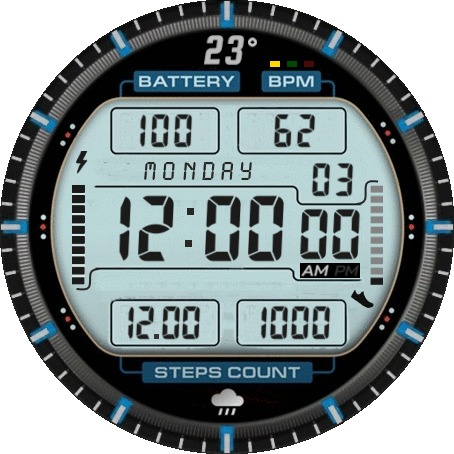 23°
BATTERY BPM
100 62
MONDAY 03
12:00 00
AM PM
12.00 1000
STEPS COUNT